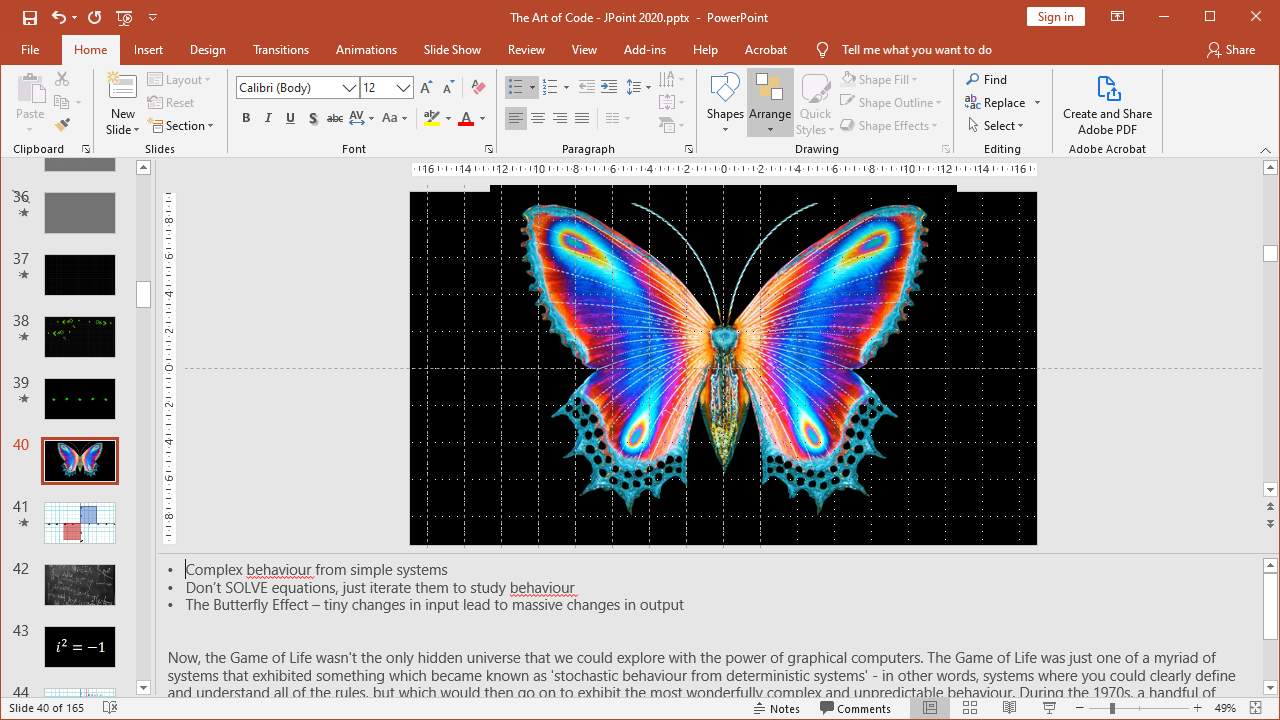 The Art of Code - JPoint 2020.pptx - PowerPoint
Sign in
File Home Insert Design Transitions Animations Slide Show Review View Add-ins Help Acrobat Tell me what you want to do Share
Paste
Clipboard
New Slide
Layout
Reset
Section
Slides
Calibri (Body) 12
B I U S abc AV Aa A
Font
Paragraph
Shapes
Arrange
Quick Styles
Shape Fill
Shape Outline
Shape Effects
Drawing
Find
Replace
Select
Editing
Create and Share Adobe PDF
Adobe Acrobat
16 14 12 10 8 6 4 2 0 2 4 6 8 10 12 14 16
8 6 4 2 0 2 4 6 8
36
37
38
39
40
41
42
43
i² = −1
44
• Complex behaviour from simple systems
• Don't SOLVE equations, just iterate them to study behaviour
• The Butterfly Effect – tiny changes in input lead to massive changes in output
Now, the Game of Life wasn't the only hidden universe that we could explore with the power of graphical computers. The Game of Life was just one of a myriad of
systems that exhibited something which became known as 'stochastic behaviour from deterministic systems' - in other words, systems where you could clearly define
and understand all of the rules, but which would then go on to exhibit the most wonderfully complex and unpredictable behaviour. During the 1970s, a handful of
Slide 40 of 165
Notes
Comments
49%